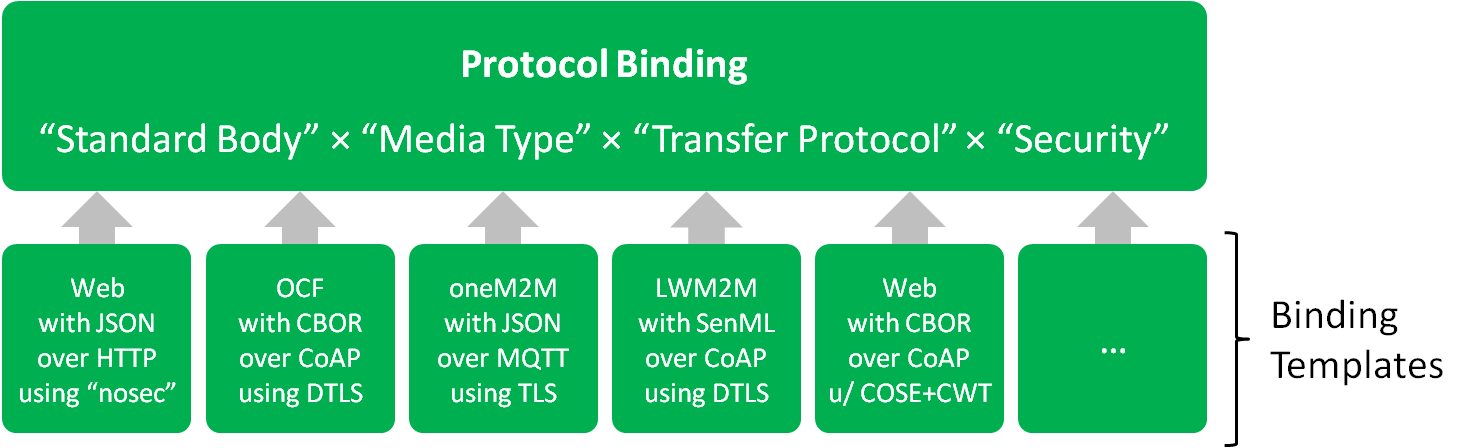 Protocol Binding
“Standard Body” × “Media Type” × “Transfer Protocol” × “Security”
Web
with JSON
over HTTP
using “nosec”
OCF
with CBOR
over CoAP
using DTLS
oneM2M
with JSON
over MQTT
using TLS
LWM2M
with SenML
over CoAP
using DTLS
Web
with CBOR
over CoAP
u/ COSE+CWT
...
Binding
Templates